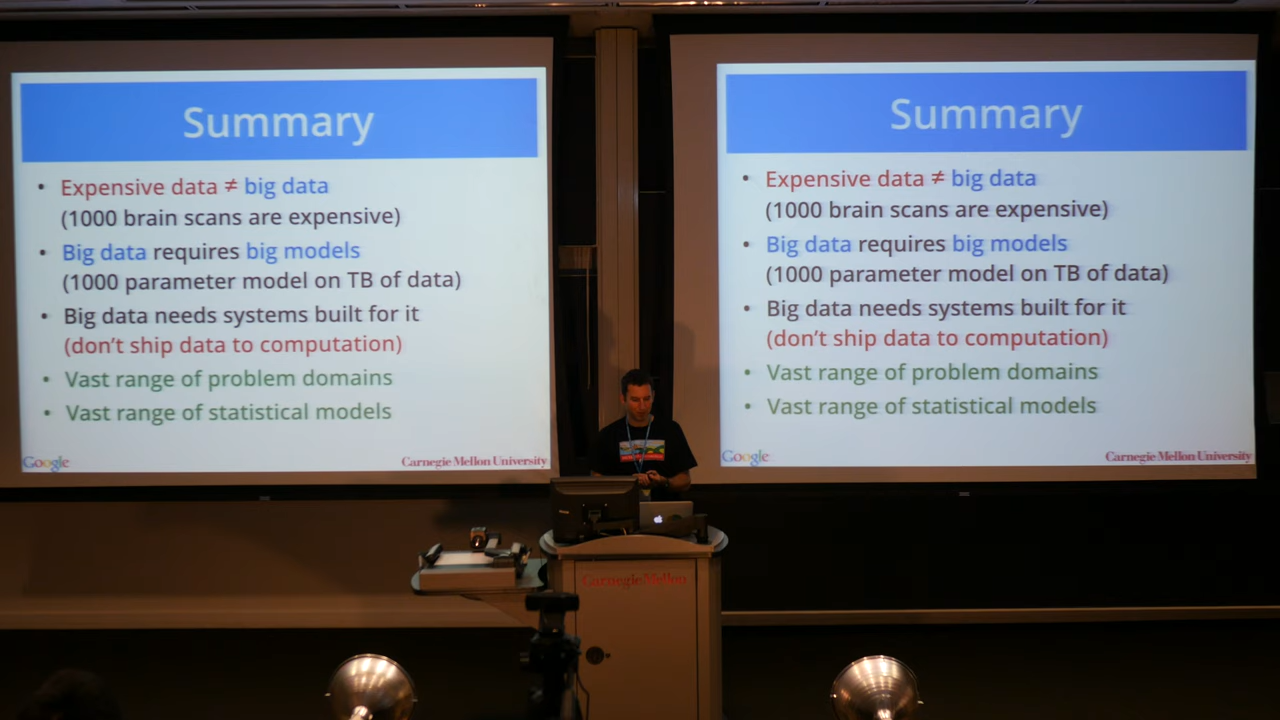 Summary
• Expensive data ≠ big data
(1000 brain scans are expensive)
• Big data requires big models
(1000 parameter model on TB of data)
• Big data needs systems built for it
(don't ship data to computation)
• Vast range of problem domains
• Vast range of statistical models
Google
Carnegie Mellon University
Summary
• Expensive data ≠ big data
(1000 brain scans are expensive)
• Big data requires big models
(1000 parameter model on TB of data)
• Big data needs systems built for it
(don't ship data to computation)
• Vast range of problem domains
• Vast range of statistical models
Google
Carnegie Mellon University
Carnegie Mellon